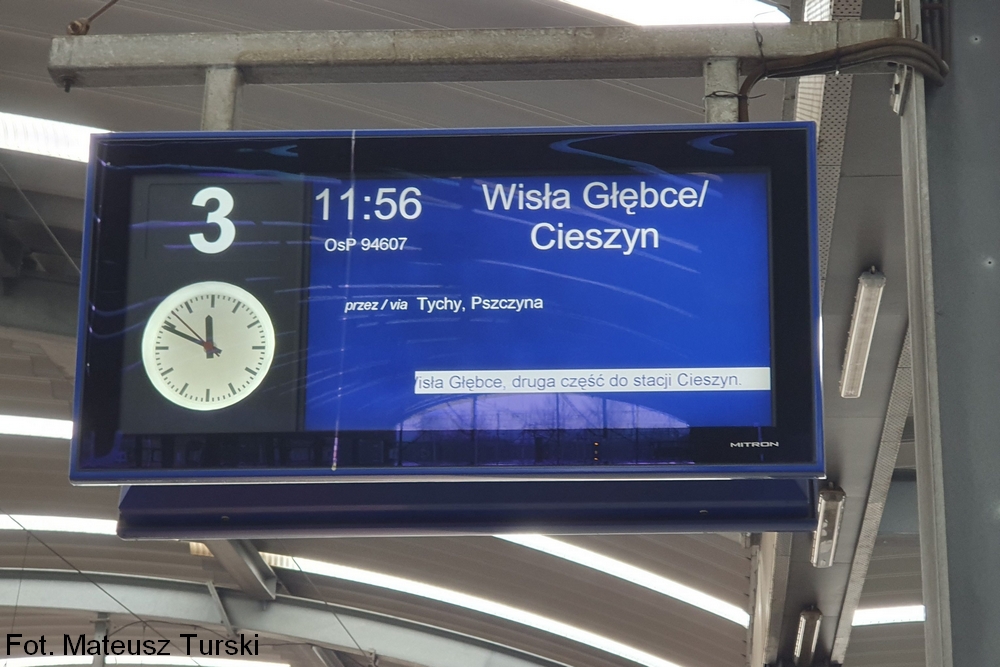 3
11:56
Wisła Głębce/
Cieszyn
OsP 94607
przez / via Tychy, Pszczyna
Głębce, druga część do stacji Cieszyn.
MITRON
Fot. Mateusz Turski